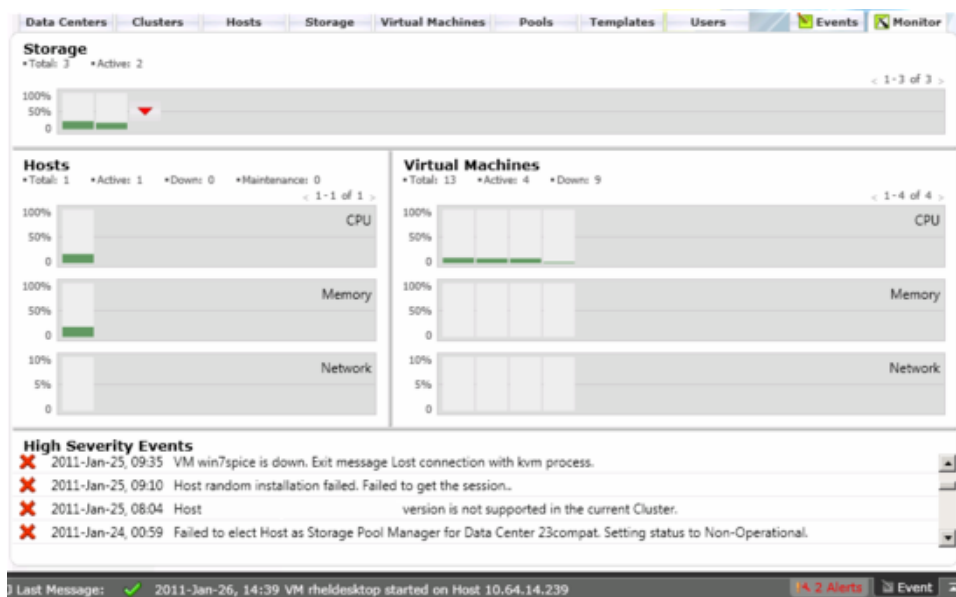 Data Centers Clusters Hosts Storage Virtual Machines Pools Templates Users Events Monitor
Storage
•Total: 3 •Active: 2
< 1-3 of 3 >
100%
50%
0
Hosts
•Total: 1 •Active: 1 •Down: 0 •Maintenance: 0
< 1-1 of 1 >
100%
CPU
50%
0
100%
Memory
50%
0
10%
Network
5%
0
Virtual Machines
•Total: 13 •Active: 4 •Down: 9
< 1-4 of 4 >
100%
CPU
50%
0
100%
Memory
50%
0
10%
Network
5%
0
High Severity Events
2011-Jan-25, 09:35 VM win7spice is down. Exit message Lost connection with kvm process.
2011-Jan-25, 09:10 Host random installation failed. Failed to get the session..
2011-Jan-25, 08:04 Host version is not supported in the current Cluster.
2011-Jan-24, 00:59 Failed to elect Host as Storage Pool Manager for Data Center 23compat. Setting status to Non-Operational.
Last Message: 2011-Jan-26, 14:39 VM rheldesktop started on Host 10.64.14.239 2 Alerts Event